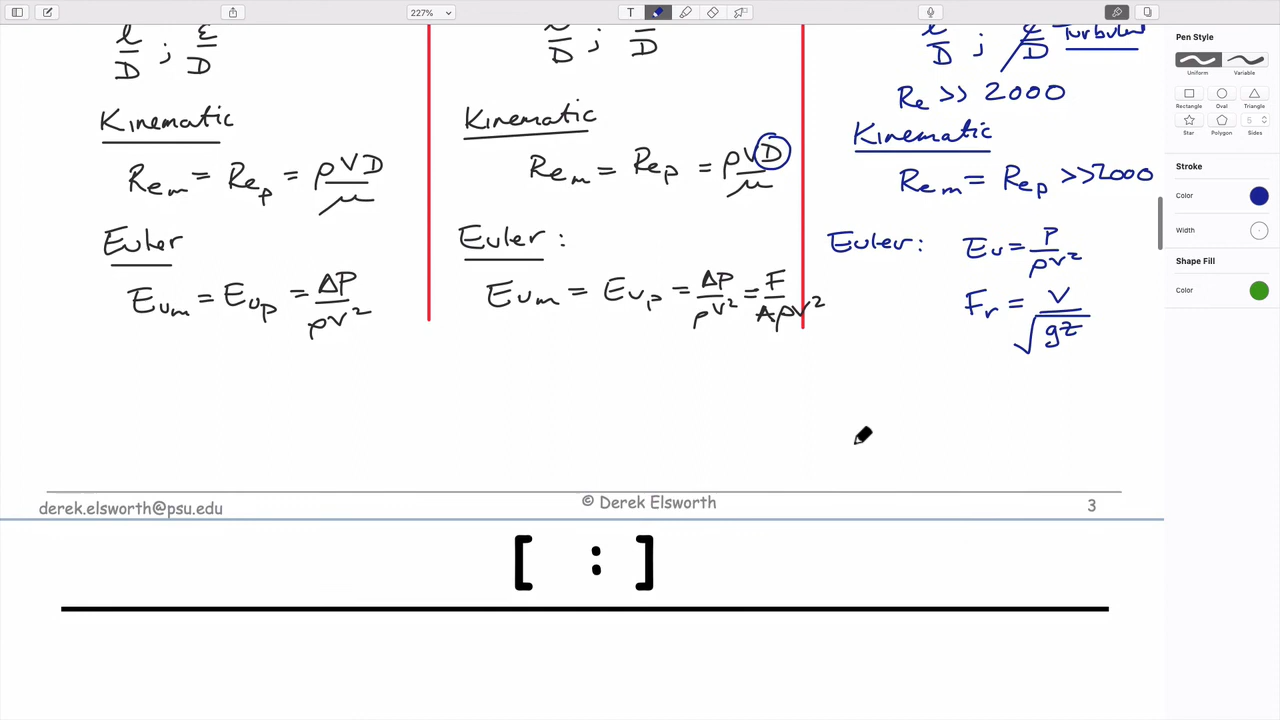 227%
T
l/D ; ε/D
Kinematic
Re_m = Re_p = ρVD/μ
Euler
Eu_m = Eu_p = ΔP/ρV²
D ; D
Kinematic
Re_m = Re_p = ρVD/μ
Euler :
Eu_m = Eu_p = ΔP/ρV² = F/AρV²
l/D ; ε/D Turbulent
Re >> 2000
Kinematic
Re_m = Re_p >> 2000
Euler : Eu = P/ρV²
Fr = V/√gz
derek.elsworth@psu.edu
© Derek Elsworth
3
[ : ]
Pen Style
Uniform Variable
Rectangle Oval Triangle
Star Polygon 5 Sides
Stroke
Color
Width
Shape Fill
Color